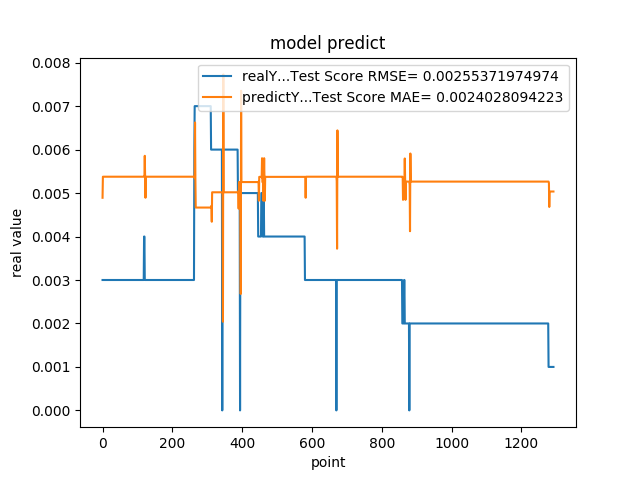 model predict
realY...Test Score RMSE= 0.00255371974974
predictY...Test Score MAE= 0.0024028094223
0.008
0.007
0.006
0.005
0.004
0.003
0.002
0.001
0.000
real value
0 200 400 600 800 1000 1200
point